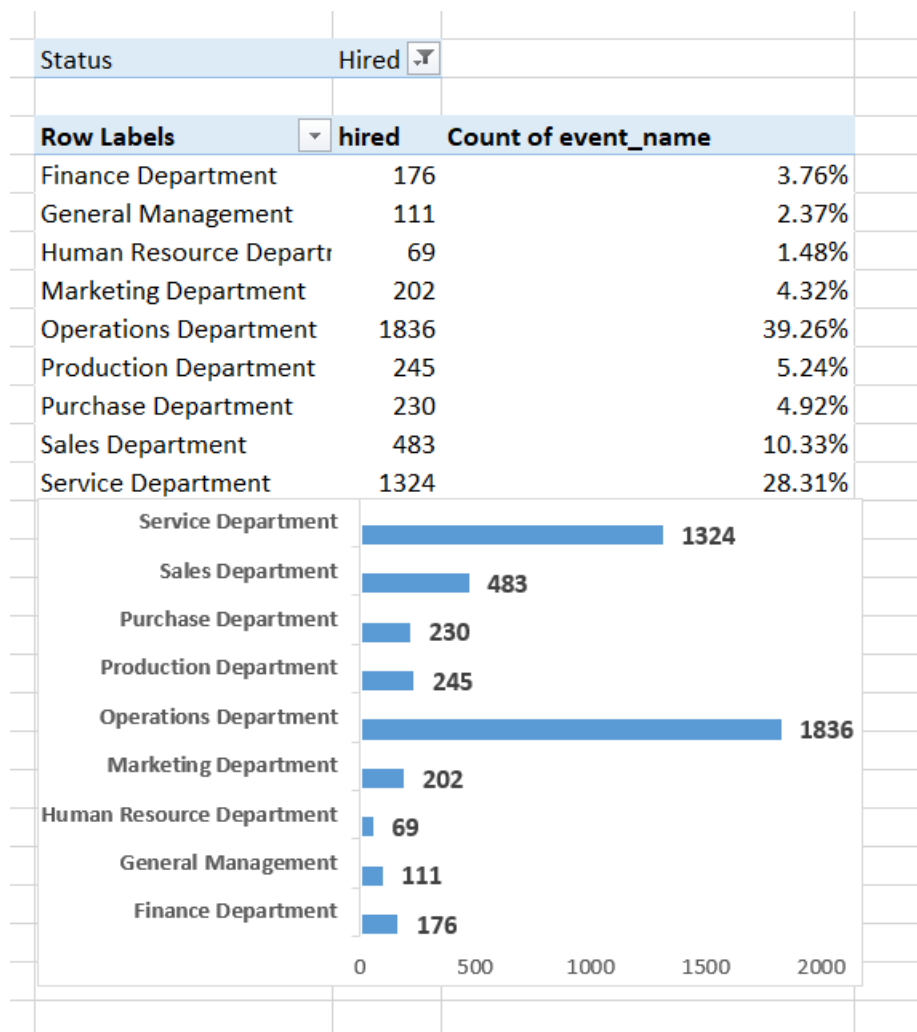 Status Hired
Row Labels hired Count of event_name
Finance Department 176 3.76%
General Management 111 2.37%
Human Resource Departr 69 1.48%
Marketing Department 202 4.32%
Operations Department 1836 39.26%
Production Department 245 5.24%
Purchase Department 230 4.92%
Sales Department 483 10.33%
Service Department 1324 28.31%
Service Department 1324
Sales Department 483
Purchase Department 230
Production Department 245
Operations Department 1836
Marketing Department 202
Human Resource Department 69
General Management 111
Finance Department 176
0 500 1000 1500 2000